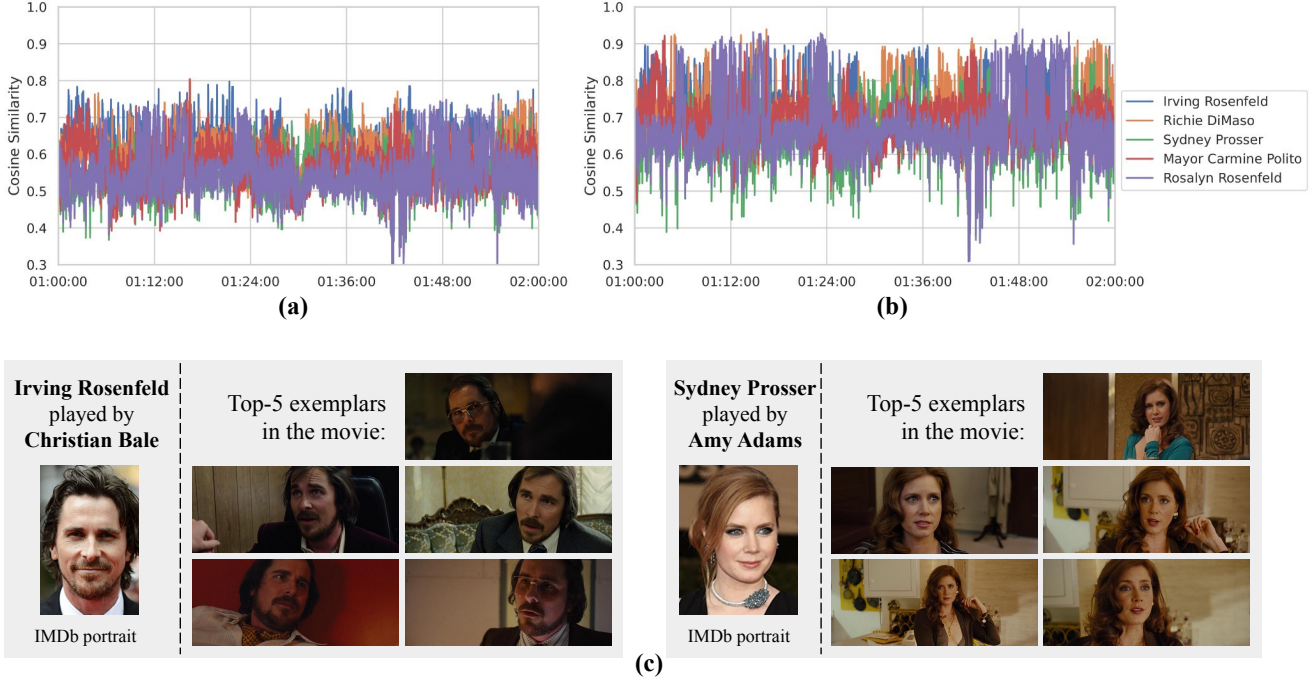 1.0
0.9
0.8
0.7
0.6
0.5
0.4
0.3
Cosine Similarity
01:00:00 01:12:00 01:24:00 01:36:00 01:48:00 02:00:00
(a)
1.0
0.9
0.8
0.7
0.6
0.5
0.4
0.3
Cosine Similarity
01:00:00 01:12:00 01:24:00 01:36:00 01:48:00 02:00:00
(b)
Irving Rosenfeld
Richie DiMaso
Sydney Prosser
Mayor Carmine Polito
Rosalyn Rosenfeld
Irving Rosenfeld
played by
Christian Bale
IMDb portrait
Top-5 exemplars
in the movie:
Sydney Prosser
played by
Amy Adams
IMDb portrait
Top-5 exemplars
in the movie:
(c)